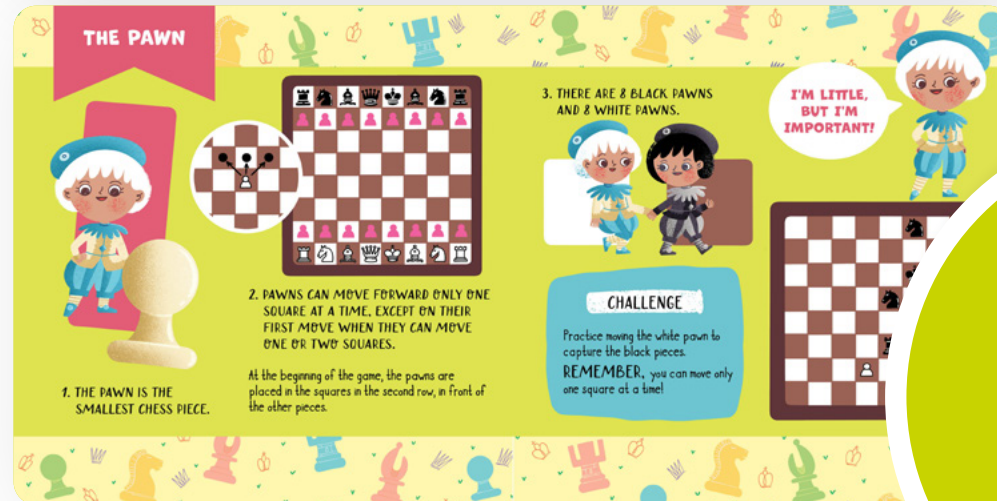 THE PAWN
1. THE PAWN IS THE
SMALLEST CHESS PIECE.
2. PAWNS CAN MOVE FORWARD ONLY ONE
SQUARE AT A TIME, EXCEPT ON THEIR
FIRST MOVE WHEN THEY CAN MOVE
ONE OR TWO SQUARES.
At the beginning of the game, the pawns are
placed in the squares in the second row, in front of
the other pieces.
3. THERE ARE 8 BLACK PAWNS
AND 8 WHITE PAWNS.
I'M LITTLE,
BUT I'M
IMPORTANT!
CHALLENGE
Practice moving the white pawn to
capture the black pieces.
REMEMBER, you can move only
one square at a time!